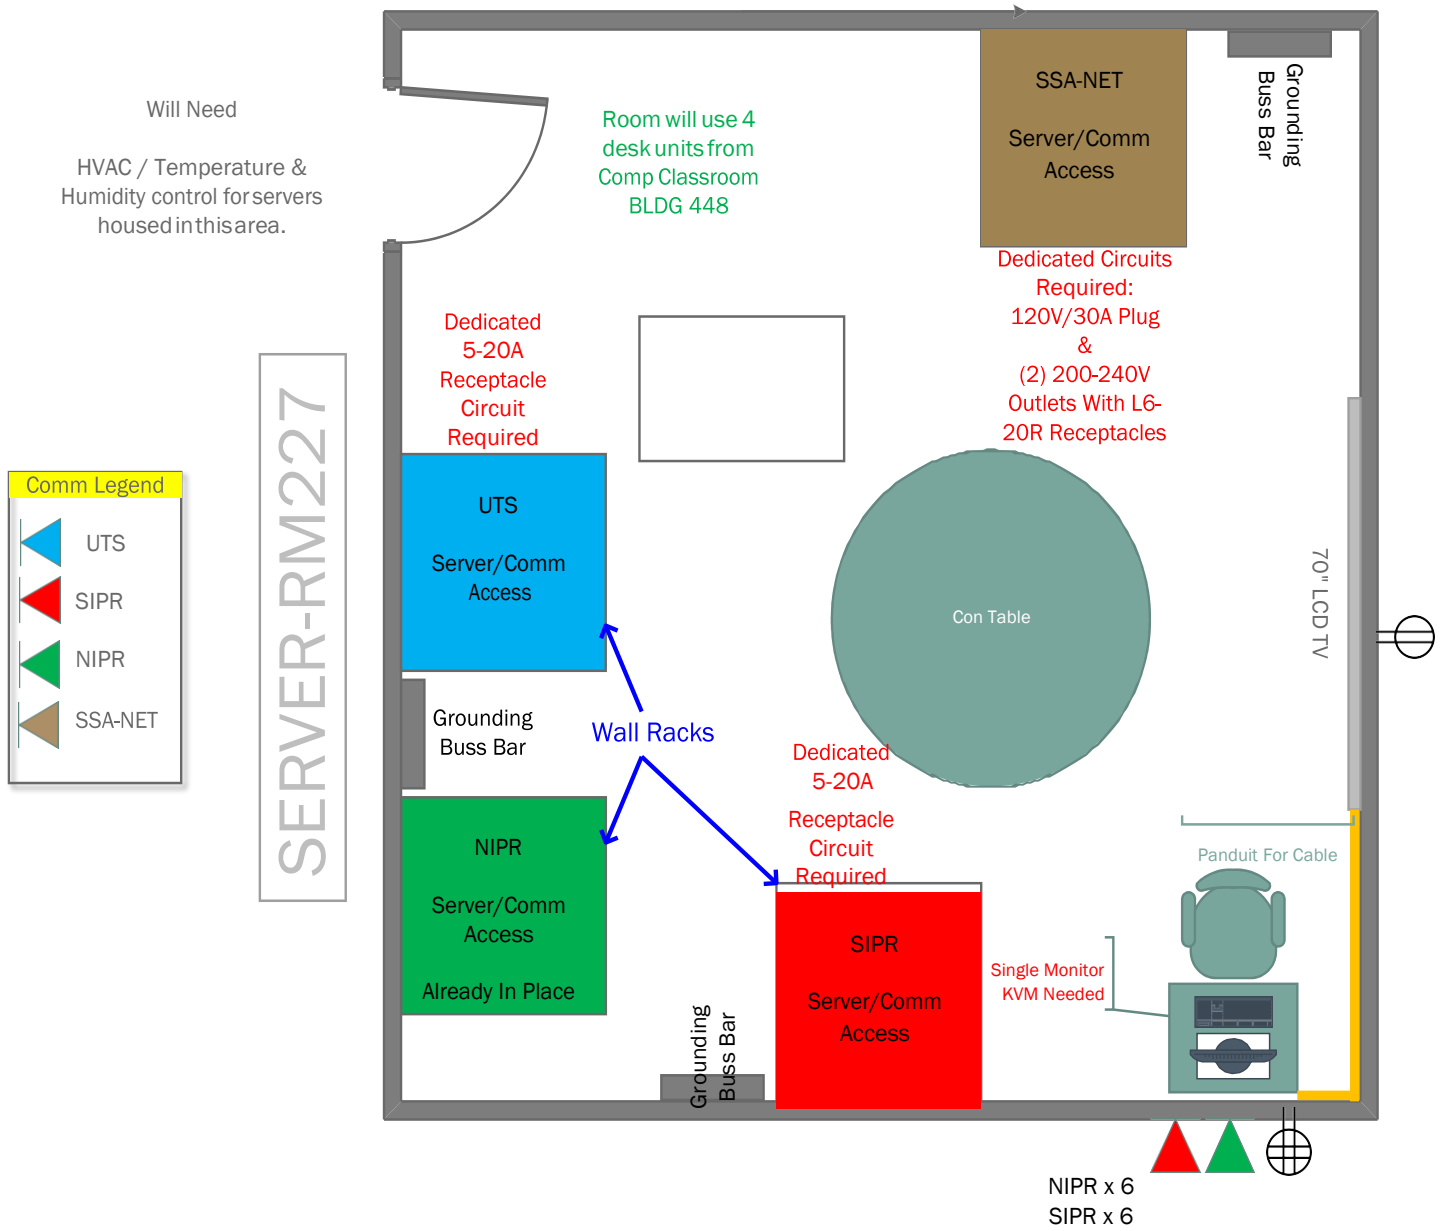 Will Need
HVAC / Temperature &
Humidity control for servers
housed in this area.
Room will use 4
desk units from
Comp Classroom
BLDG 448
SSA-NET
Server/Comm
Access
Grounding
Buss Bar
Dedicated Circuits
Required:
120V/30A Plug
&
(2) 200-240V
Outlets With L6-
20R Receptacles
Dedicated
5-20A
Receptacle
Circuit
Required
SERVER-RM227
Comm Legend
UTS
SIPR
NIPR
SSA-NET
UTS
Server/Comm
Access
Con Table
70" LCD TV
Grounding
Buss Bar
Wall Racks
Dedicated
5-20A
Receptacle
Circuit
Required
NIPR
Server/Comm
Access
Already In Place
Panduit For Cable
SIPR
Server/Comm
Access
Single Monitor
KVM Needed
Grounding
Buss Bar
NIPR x 6
SIPR x 6